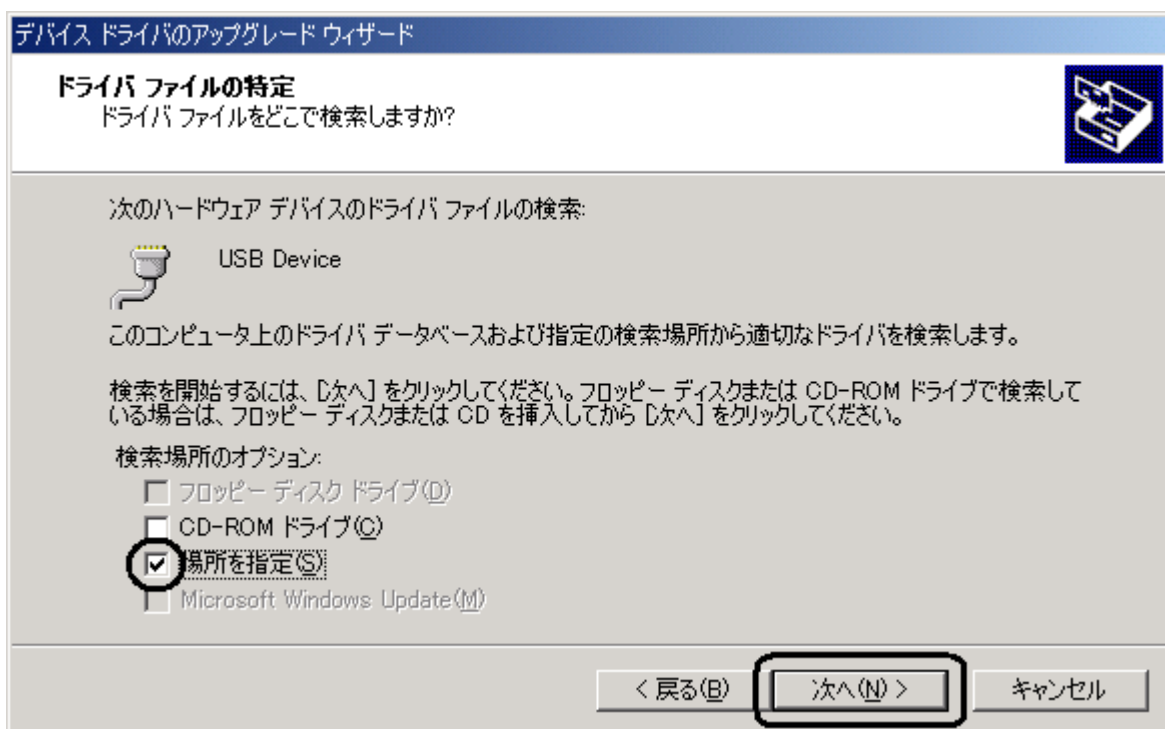 デバイス ドライバのアップグレード ウィザード
ドライバ ファイルの特定
ドライバ ファイルをどこで検索しますか?
次のハードウェア デバイスのドライバ ファイルの検索:
USB Device
このコンピュータ上のドライバ データベースおよび指定の検索場所から適切なドライバを検索します。
検索を開始するには、[次へ] をクリックしてください。フロッピー ディスクまたは CD-ROM ドライブで検索して
いる場合は、フロッピー ディスクまたは CD を挿入してから [次へ] をクリックしてください。
検索場所のオプション:
フロッピー ディスク ドライブ(D)
CD-ROM ドライブ(C)
場所を指定(S)
Microsoft Windows Update(M)
< 戻る(B) 次へ(N) > キャンセル